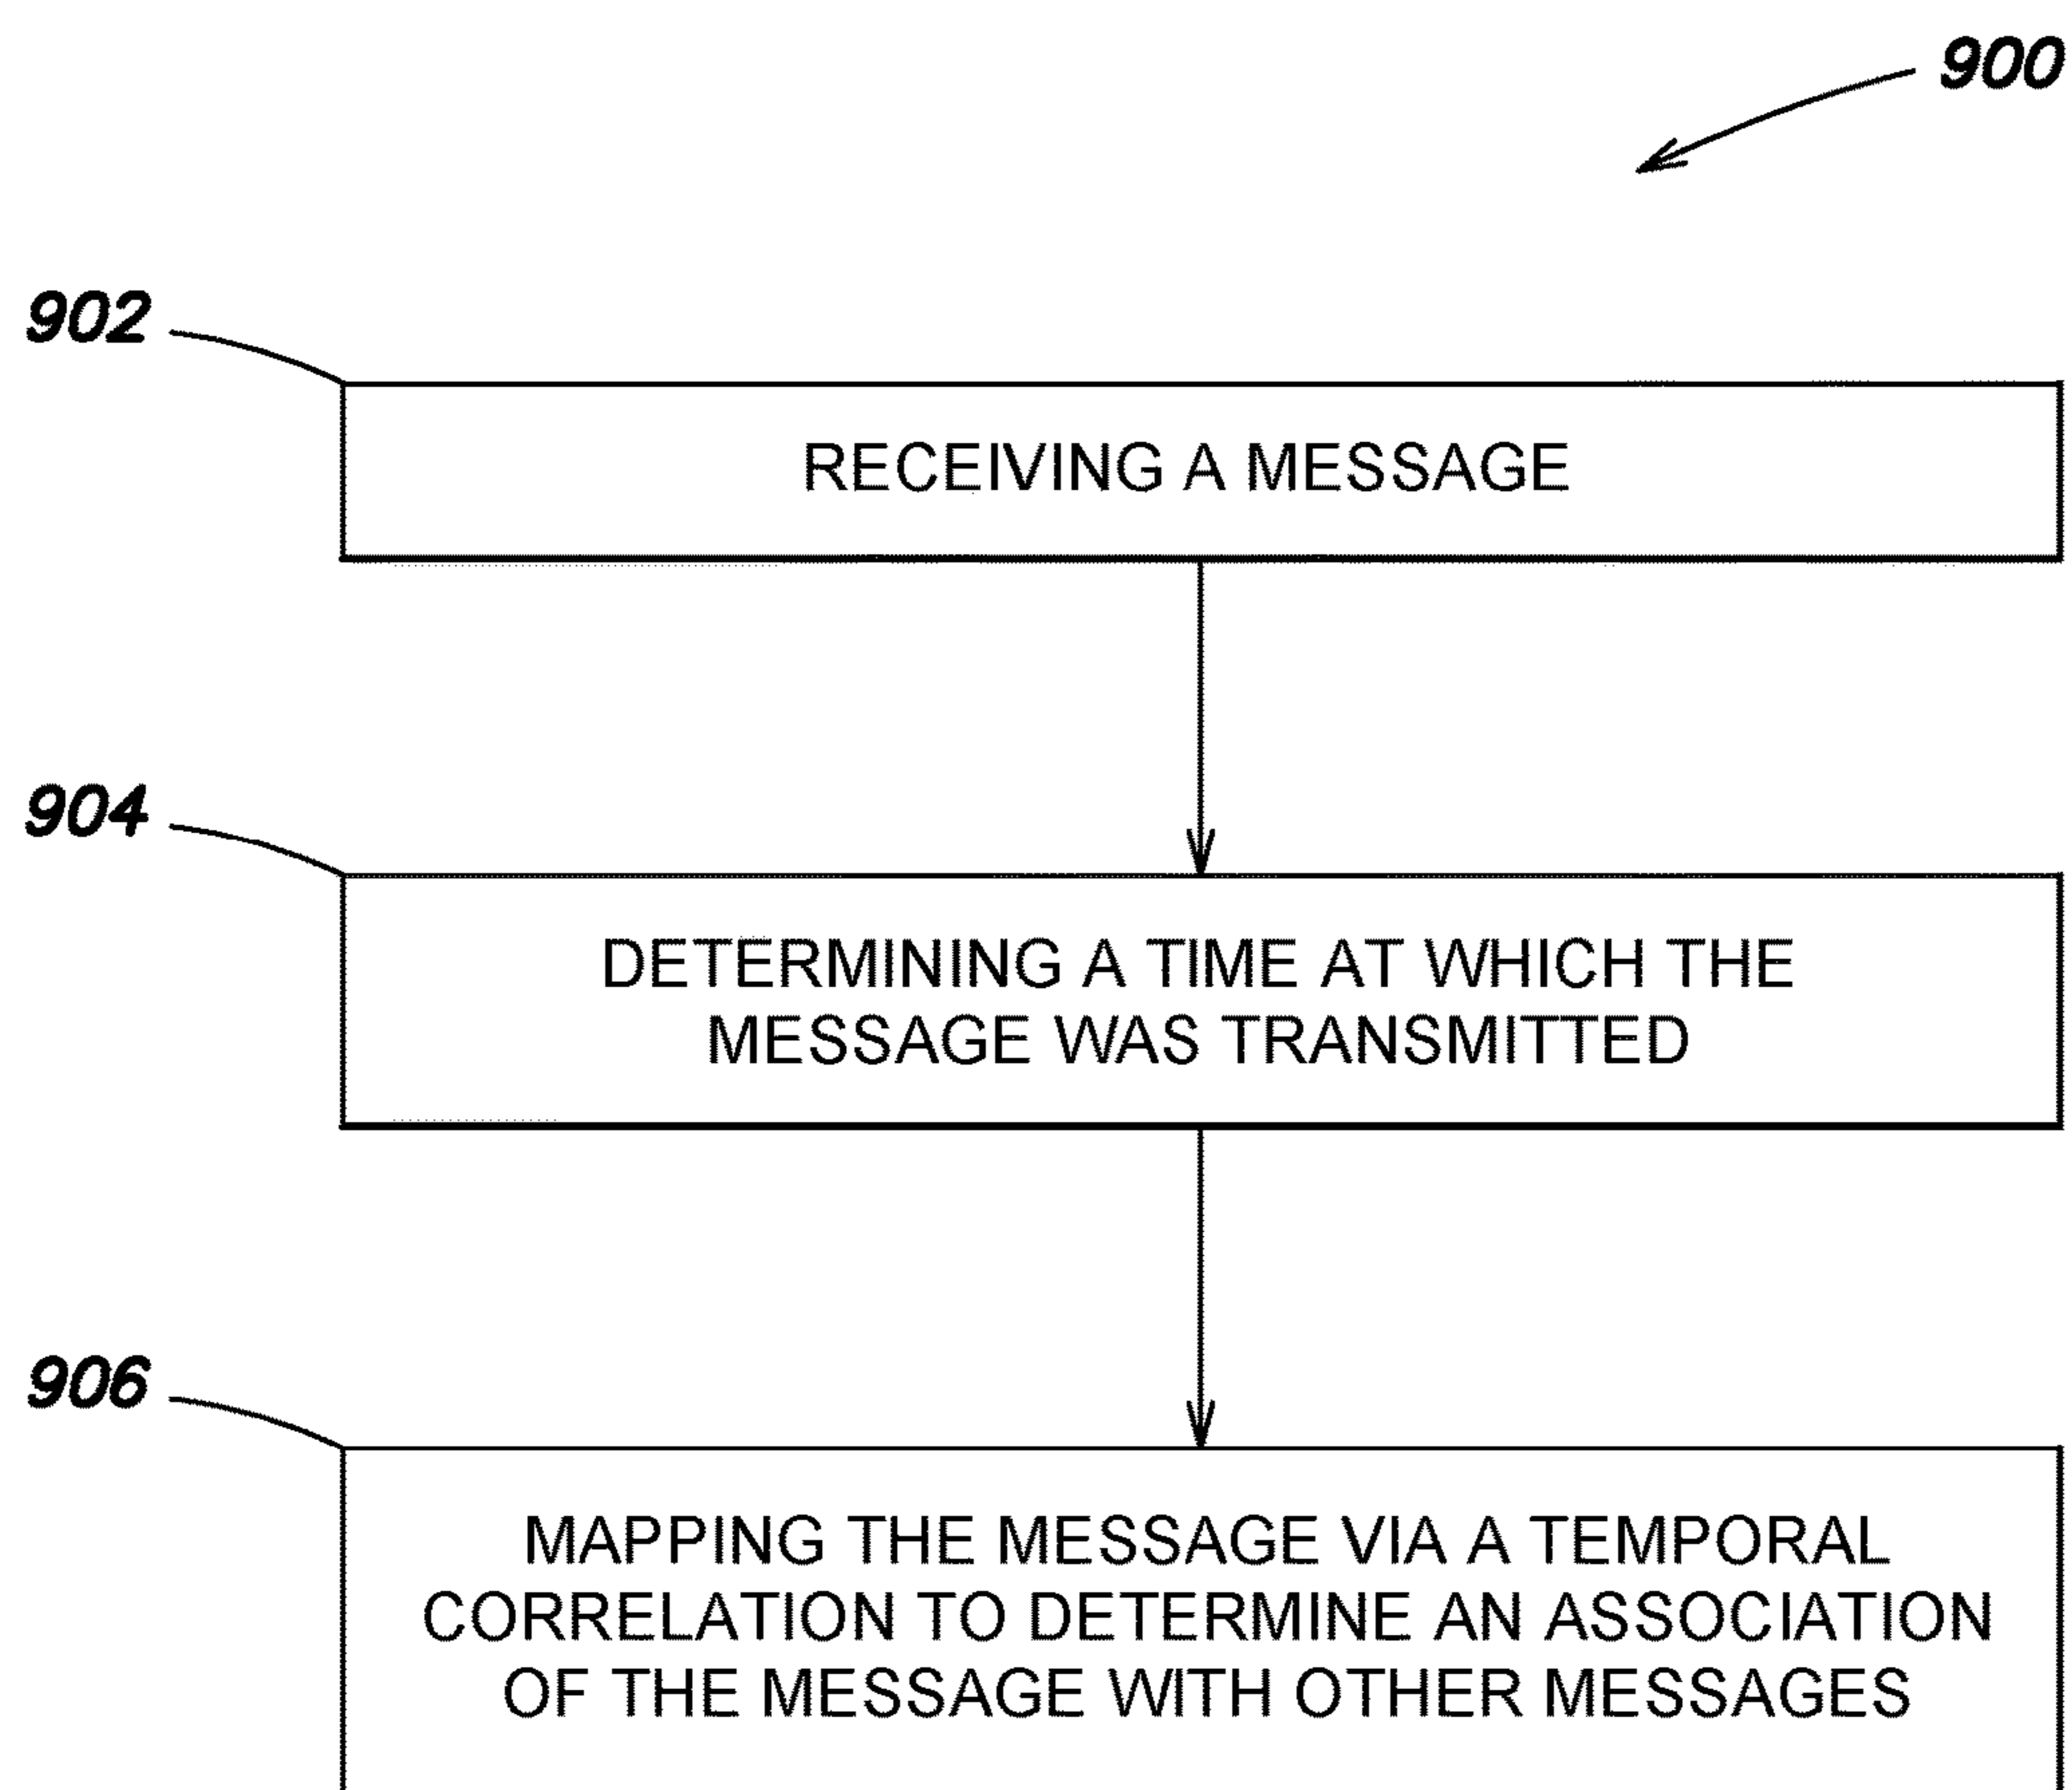 900
902
RECEIVING A MESSAGE
904
DETERMINING A TIME AT WHICH THE
MESSAGE WAS TRANSMITTED
906
MAPPING THE MESSAGE VIA A TEMPORAL
CORRELATION TO DETERMINE AN ASSOCIATION
OF THE MESSAGE WITH OTHER MESSAGES